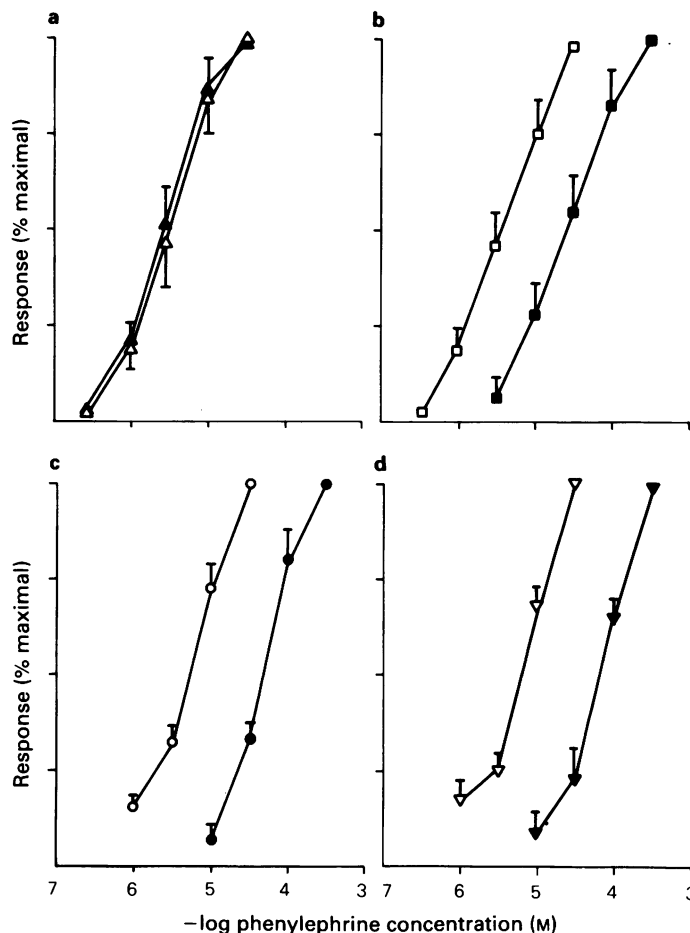 a
b
Response (% maximal)
c
d
Response (% maximal)
7 6 5 4 3
7 6 5 4 3
−log phenylephrine concentration (M)